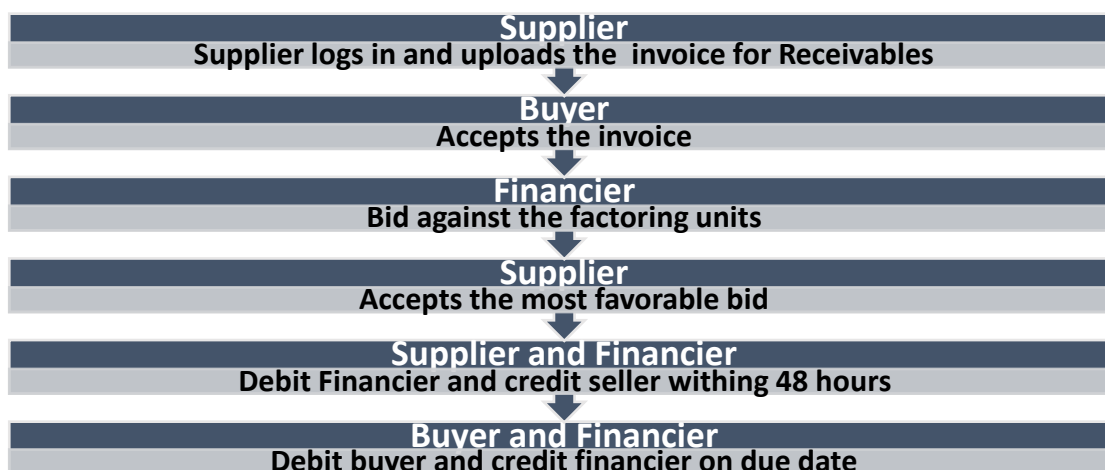 Supplier
Supplier logs in and uploads the  invoice for Receivables
Buyer
Accepts the invoice
Financier
Bid against the factoring units
Supplier
Accepts the most favorable bid
Supplier and Financier
Debit Financier and credit seller withing 48 hours
Buyer and Financier
Debit buyer and credit financier on due date